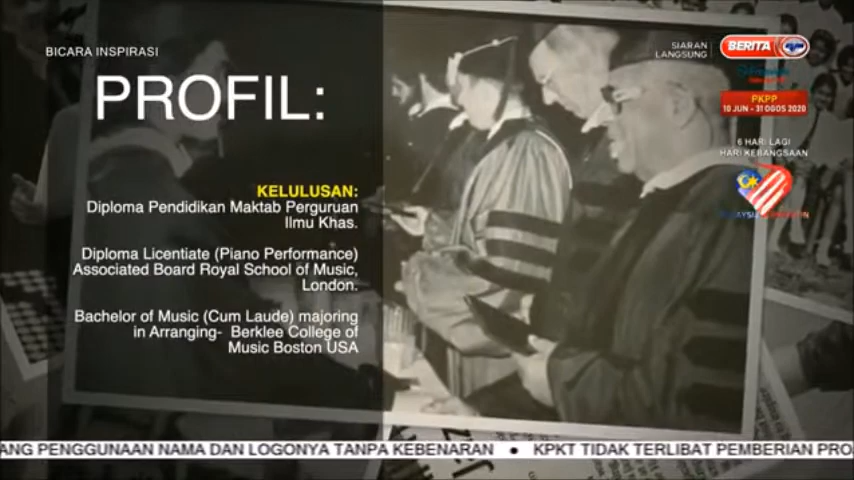 BICARA INSPIRASI
PROFIL:
KELULUSAN:
Diploma Pendidikan Maktab Perguruan
Ilmu Khas.
Diploma Licentiate (Piano Performance)
Associated Board Royal School of Music,
London.
Bachelor of Music (Cum Laude) majoring
in Arranging- Berklee College of
Music Boston USA
SIARAN
LANGSUNG
BERITA
PKPP
10 JUN - 31 OGOS 2020
6 HARI LAGI
HARI KEBANGSAAN
ANG PENGGUNAAN NAMA DAN LOGONYA TANPA KEBENARAN • KPKT TIDAK TERLIBAT PEMBERIAN PRO